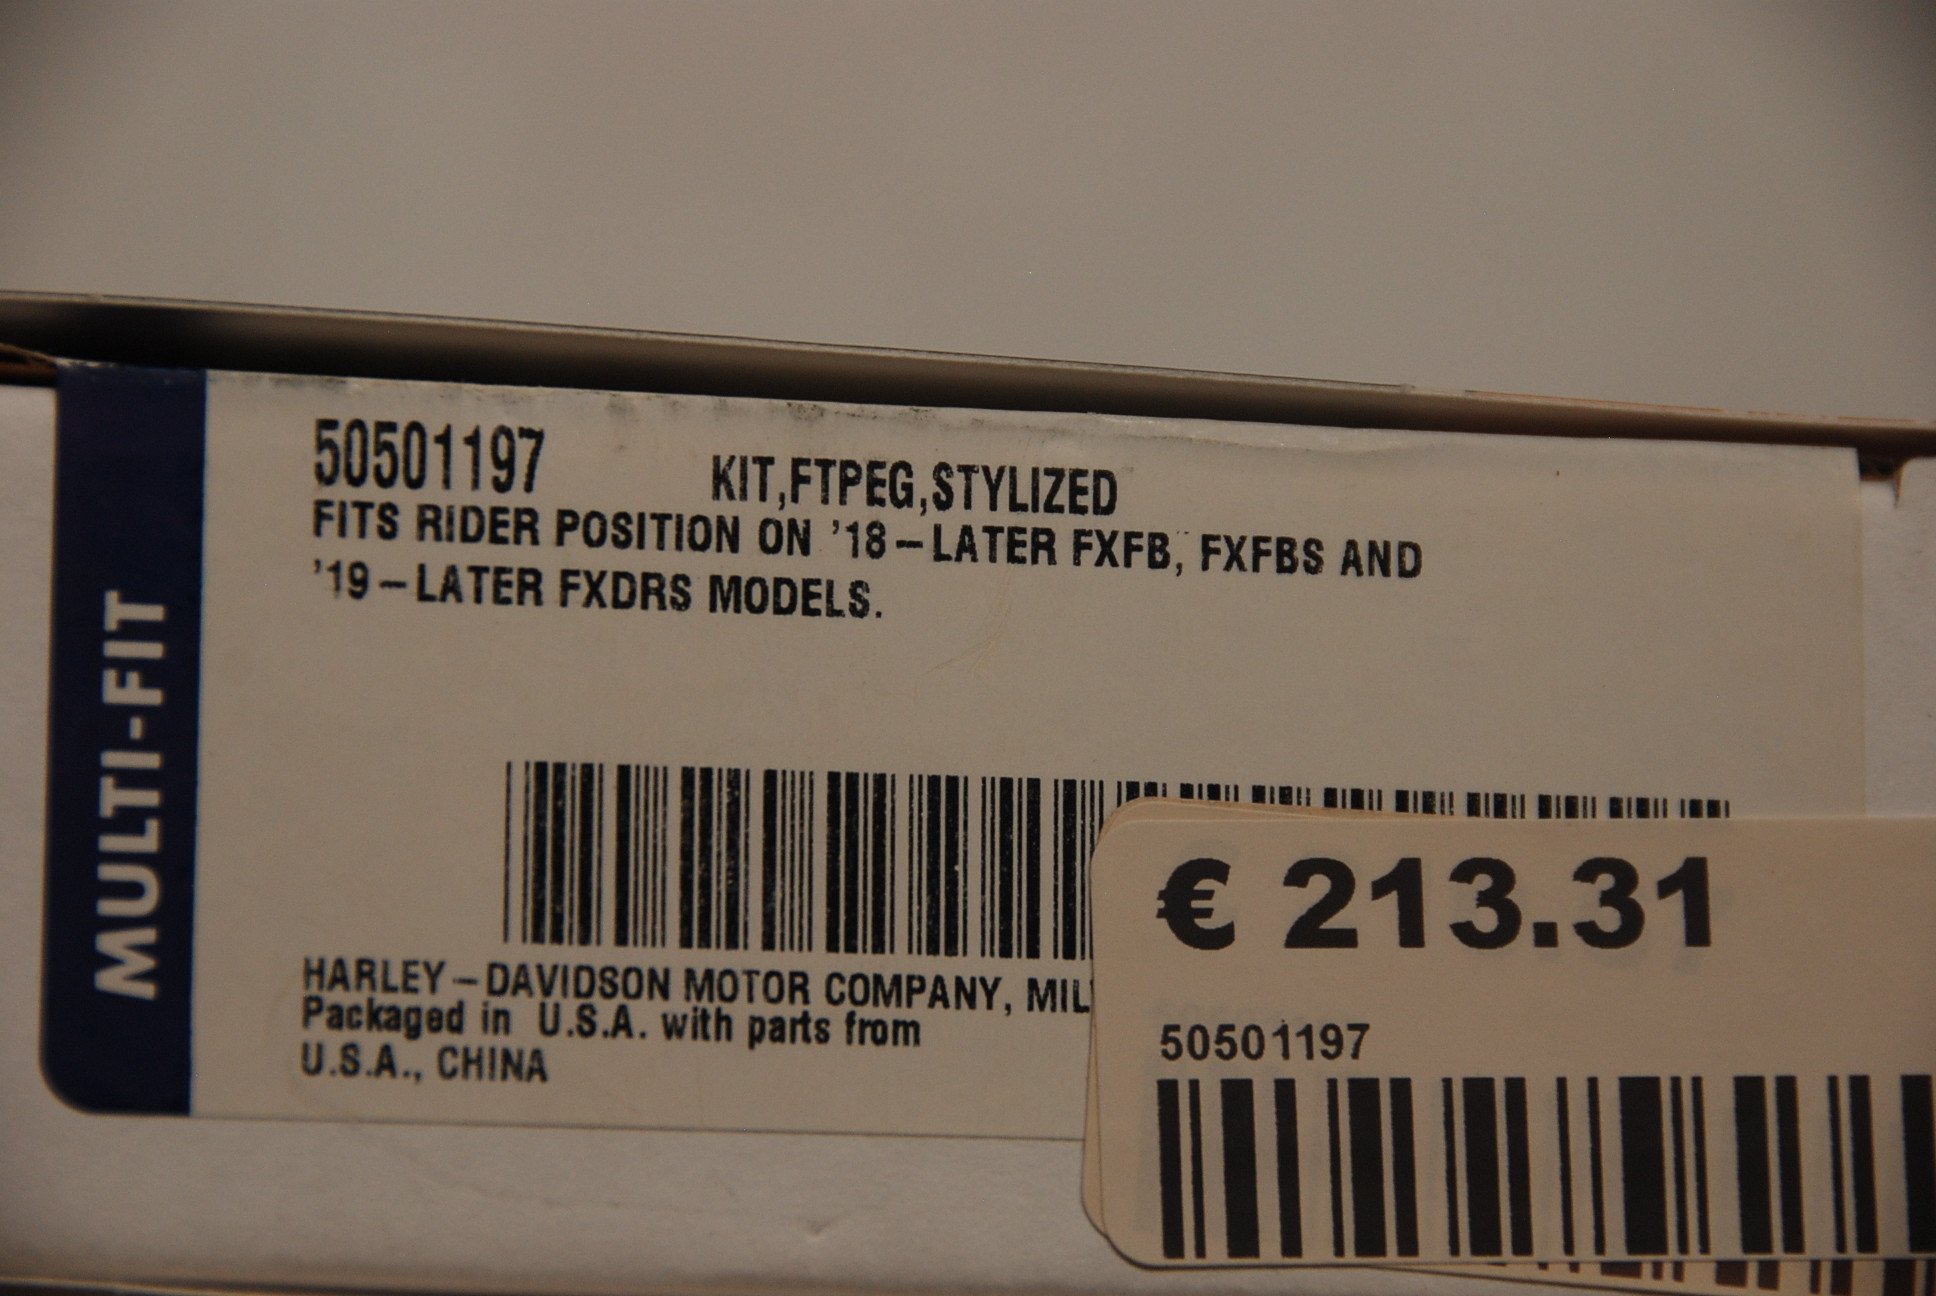 50501197 KIT,FTPEG,STYLIZED
FITS RIDER POSITION ON '18–LATER FXFB, FXFBS AND
'19–LATER FXDRS MODELS.
MULTI-FIT
HARLEY–DAVIDSON MOTOR COMPANY,
Packaged in U.S.A. with parts from
U.S.A., CHINA
€ 213.31
50501197